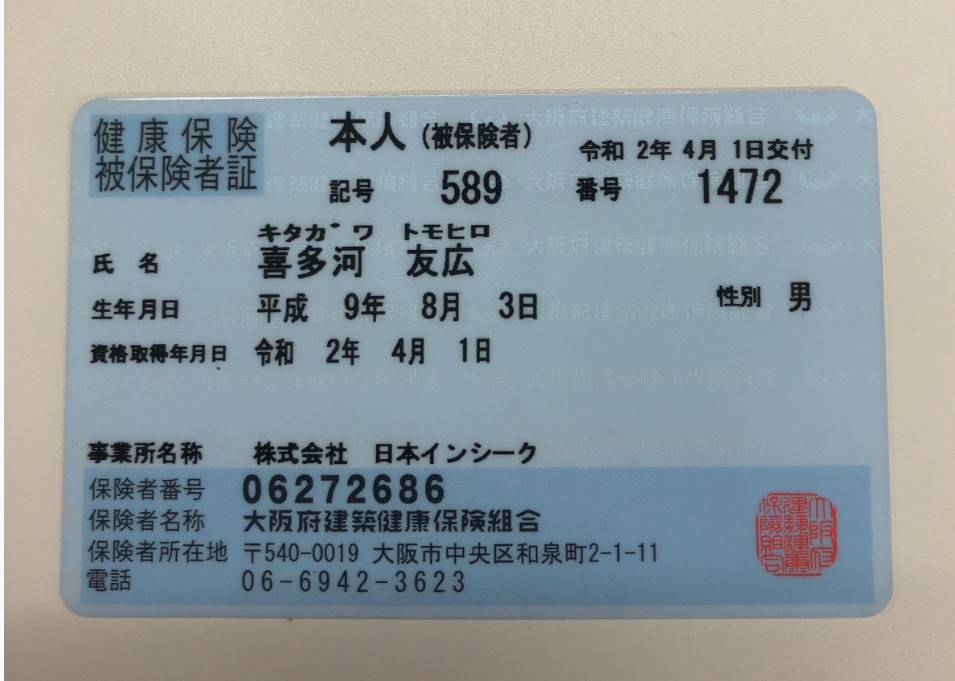 健康保険 本人(被保険者) 令和 2年 4月 1日交付
被保険者証 記号 589 番号 1472
キタガワ トモヒロ
氏名 喜多河 友広
生年月日 平成 9年 8月 3日 性別 男
資格取得年月日 令和 2年 4月 1日
事業所名称 株式会社 日本インシーク
保険者番号 06272686
保険者名称 大阪府建築健康保険組合
保険者所在地 〒540-0019 大阪市中央区和泉町2-1-11
電話 06-6942-3623